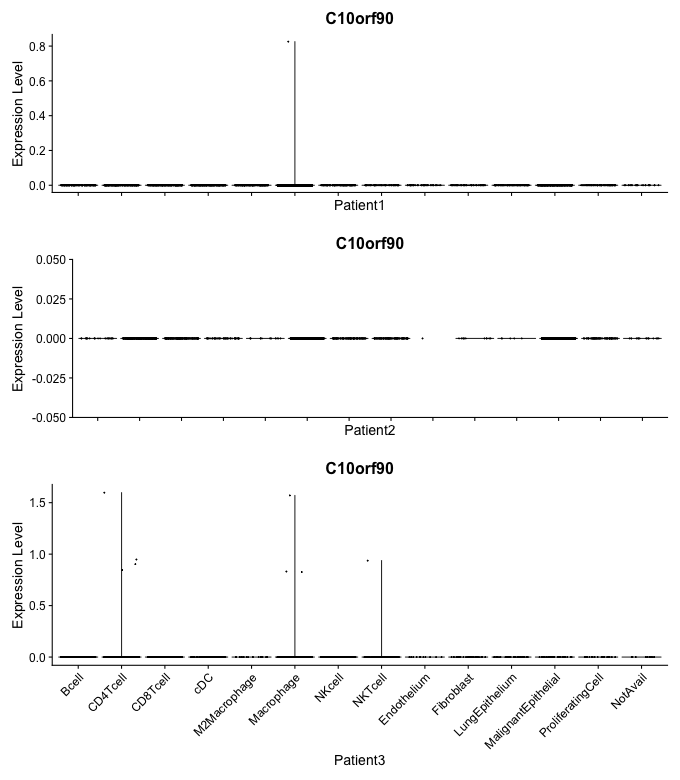 C10orf90
Expression Level
0.8
0.6
0.4
0.2
0.0
Patient1
C10orf90
Expression Level
0.050
0.025
0.000
-0.025
-0.050
Patient2
C10orf90
Expression Level
1.5
1.0
0.5
0.0
Bcell
CD4Tcell
CD8Tcell
cDC
M2Macrophage
Macrophage
NKcell
NKTcell
Endothelium
Fibroblast
LungEpithelium
MalignantEpithelial
ProliferatingCell
NotAvail
Patient3